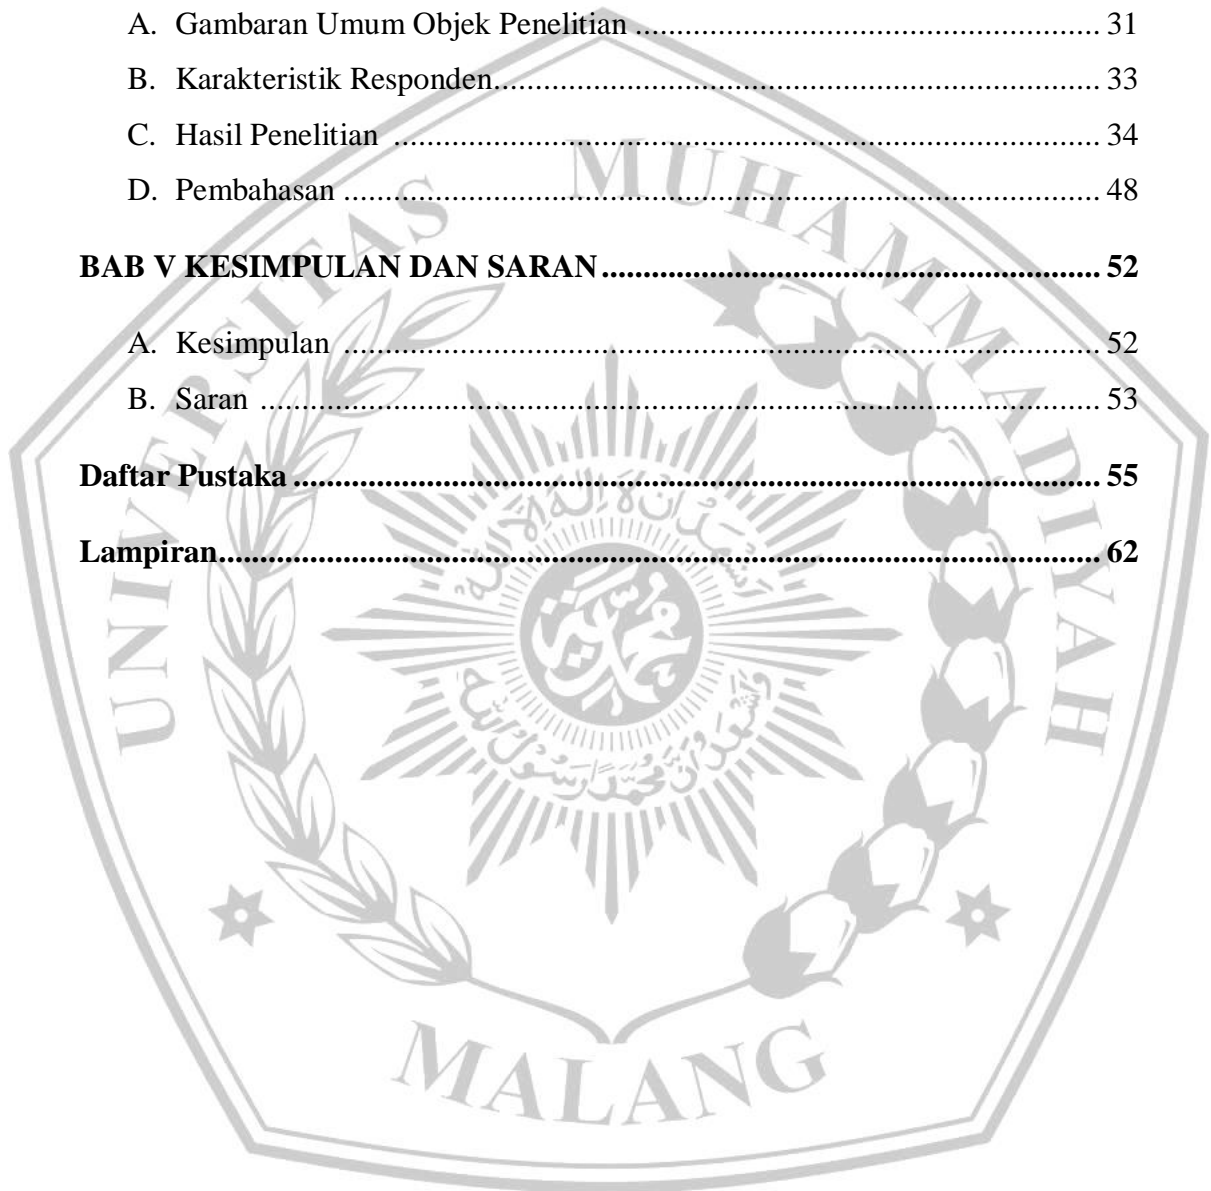 A. Gambaran Umum Objek Penelitian .......................................................... 31
B. Karakteristik Responden............................................................................ 33
C. Hasil Penelitian ......................................................................................... 34
D. Pembahasan ............................................................................................... 48
BAB V KESIMPULAN DAN SARAN .............................................................. 52
A. Kesimpulan ............................................................................................... 52
B. Saran ......................................................................................................... 53
Daftar Pustaka ..................................................................................................... 55
Lampiran............................................................................................................... 62
UNIVERSITAS MUHAMMADIYAH
MALANG